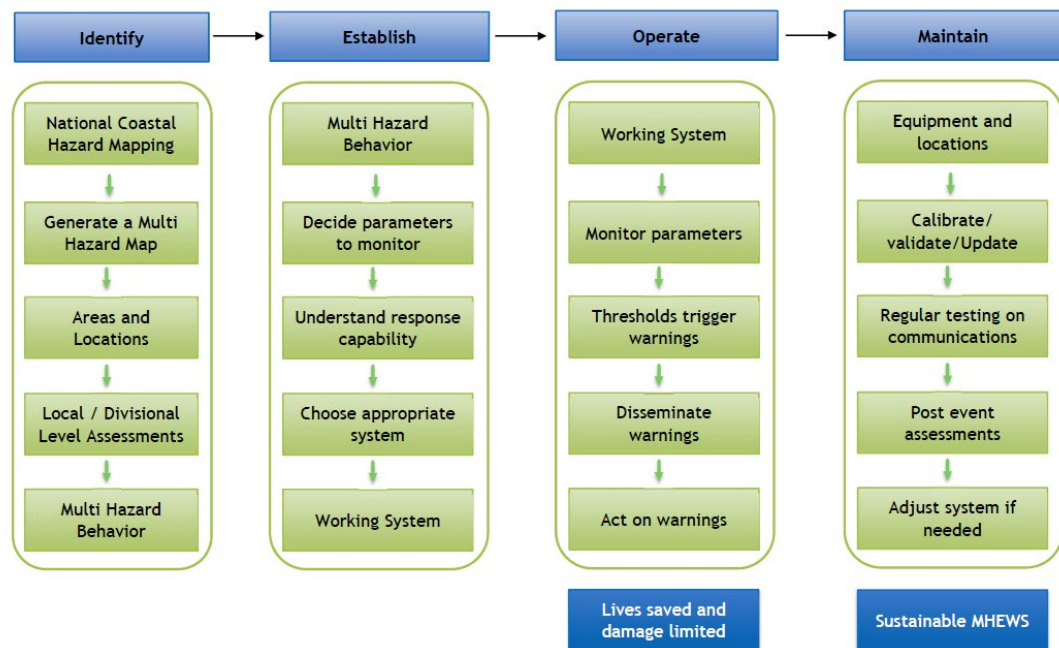 Identify
Establish
Operate
Maintain
National Coastal
Hazard Mapping
Generate a Multi
Hazard Map
Areas and
Locations
Local / Divisional
Level Assessments
Multi Hazard
Behavior
Multi Hazard
Behavior
Decide parameters
to monitor
Understand response
capability
Choose appropriate
system
Working System
Working System
Monitor parameters
Thresholds trigger
warnings
Disseminate
warnings
Act on warnings
Lives saved and
damage limited
Equipment and
locations
Calibrate/
validate/Update
Regular testing on
communications
Post event
assessments
Adjust system if
needed
Sustainable MHEWS